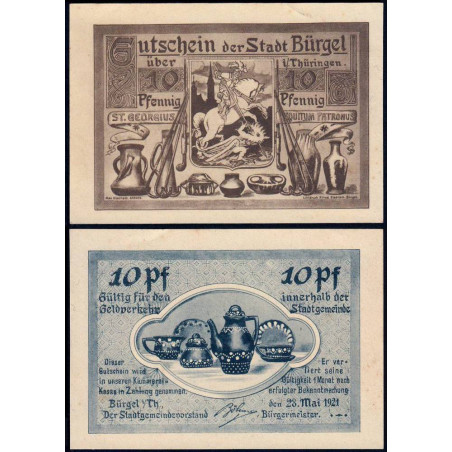 Gutschein der Stadt Bürgel
über i/Thüringen.
10 10
Pfennig Pfennig
ST. GEORGIUS EQUITUM PATRONUS
10 Pf 10 Pf
Gültig für den innerhalb der
Geldverkehr Stadtgemeinde
Dieser Er ver-
Gutschein wird liert seine
in unserer Kämmerei- Gültigkeit 1 Monat nach
Kasse in Zahlung genommen. erfolgter Bekanntmachung
Bürgel i/Th. den 28. Mai 1921
Der Stadtgemeindevorstand Bürgermeister.